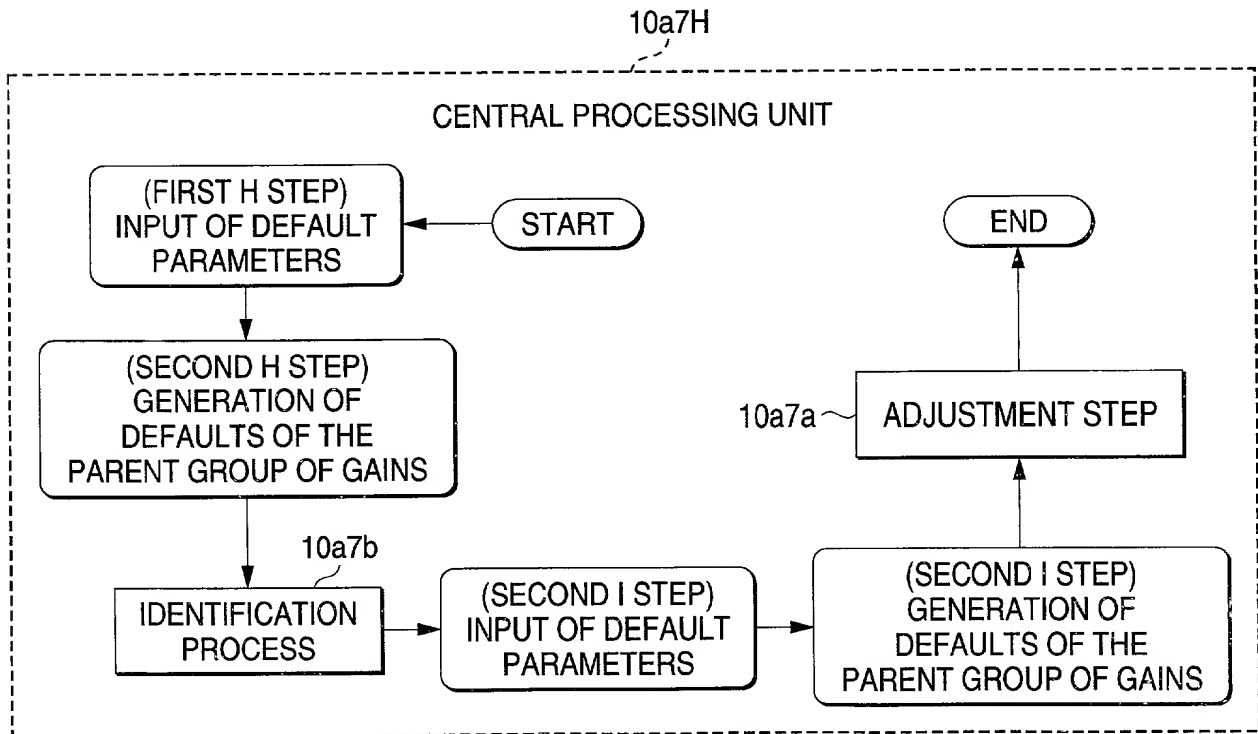 10a7H
CENTRAL PROCESSING UNIT
(FIRST H STEP)
INPUT OF DEFAULT
PARAMETERS
START
(SECOND H STEP)
GENERATION OF
DEFAULTS OF THE
PARENT GROUP OF GAINS
10a7b
IDENTIFICATION
PROCESS
(SECOND I STEP)
INPUT OF DEFAULT
PARAMETERS
(SECOND I STEP)
GENERATION OF
DEFAULTS OF THE
PARENT GROUP OF GAINS
10a7a
ADJUSTMENT STEP
END